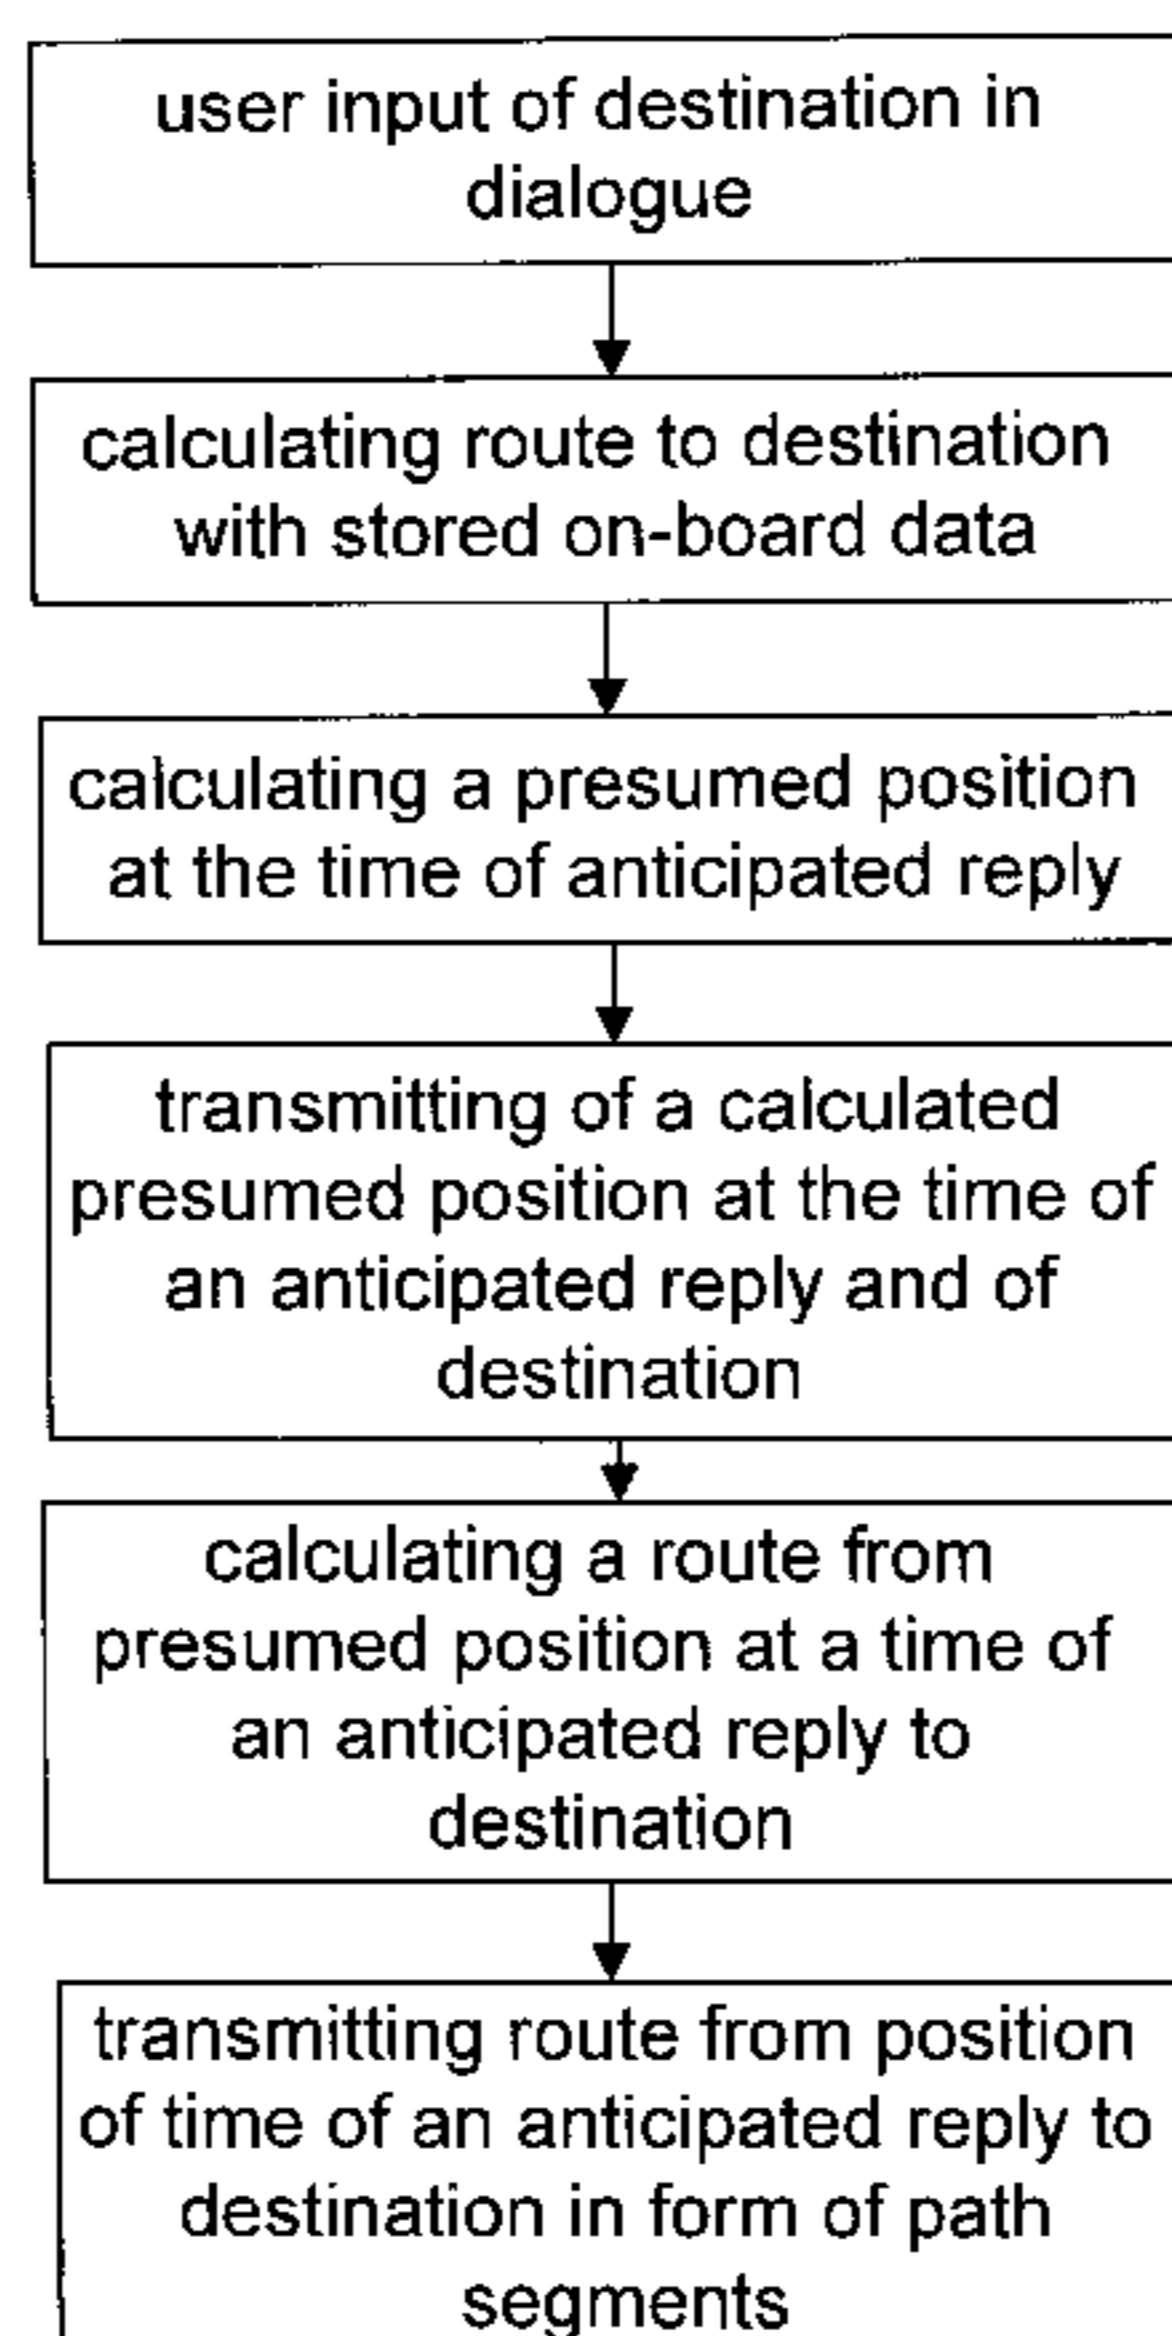 user input of destination in
dialogue
calculating route to destination
with stored on-board data
calculating a presumed position
at the time of anticipated reply
transmitting of a calculated
presumed position at the time of
an anticipated reply and of
destination
calculating a route from
presumed position at a time of
an anticipated reply to
destination
transmitting route from position
of time of an anticipated reply to
destination in form of path
segments